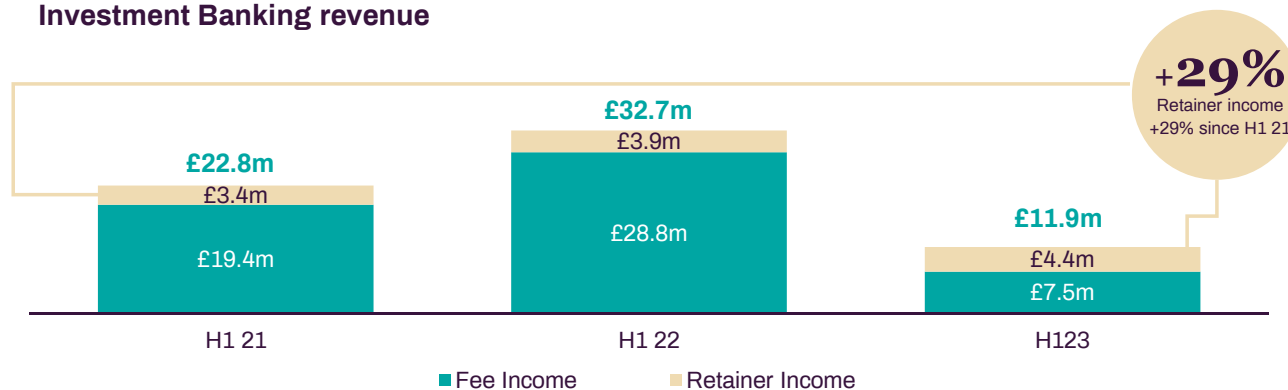 Investment Banking revenue
+29%
Retainer income
+29% since H1 21
£22.8m
£3.4m
£19.4m
£32.7m
£3.9m
£28.8m
£11.9m
£4.4m
£7.5m
H1 21
H1 22
H123
Fee Income
Retainer Income